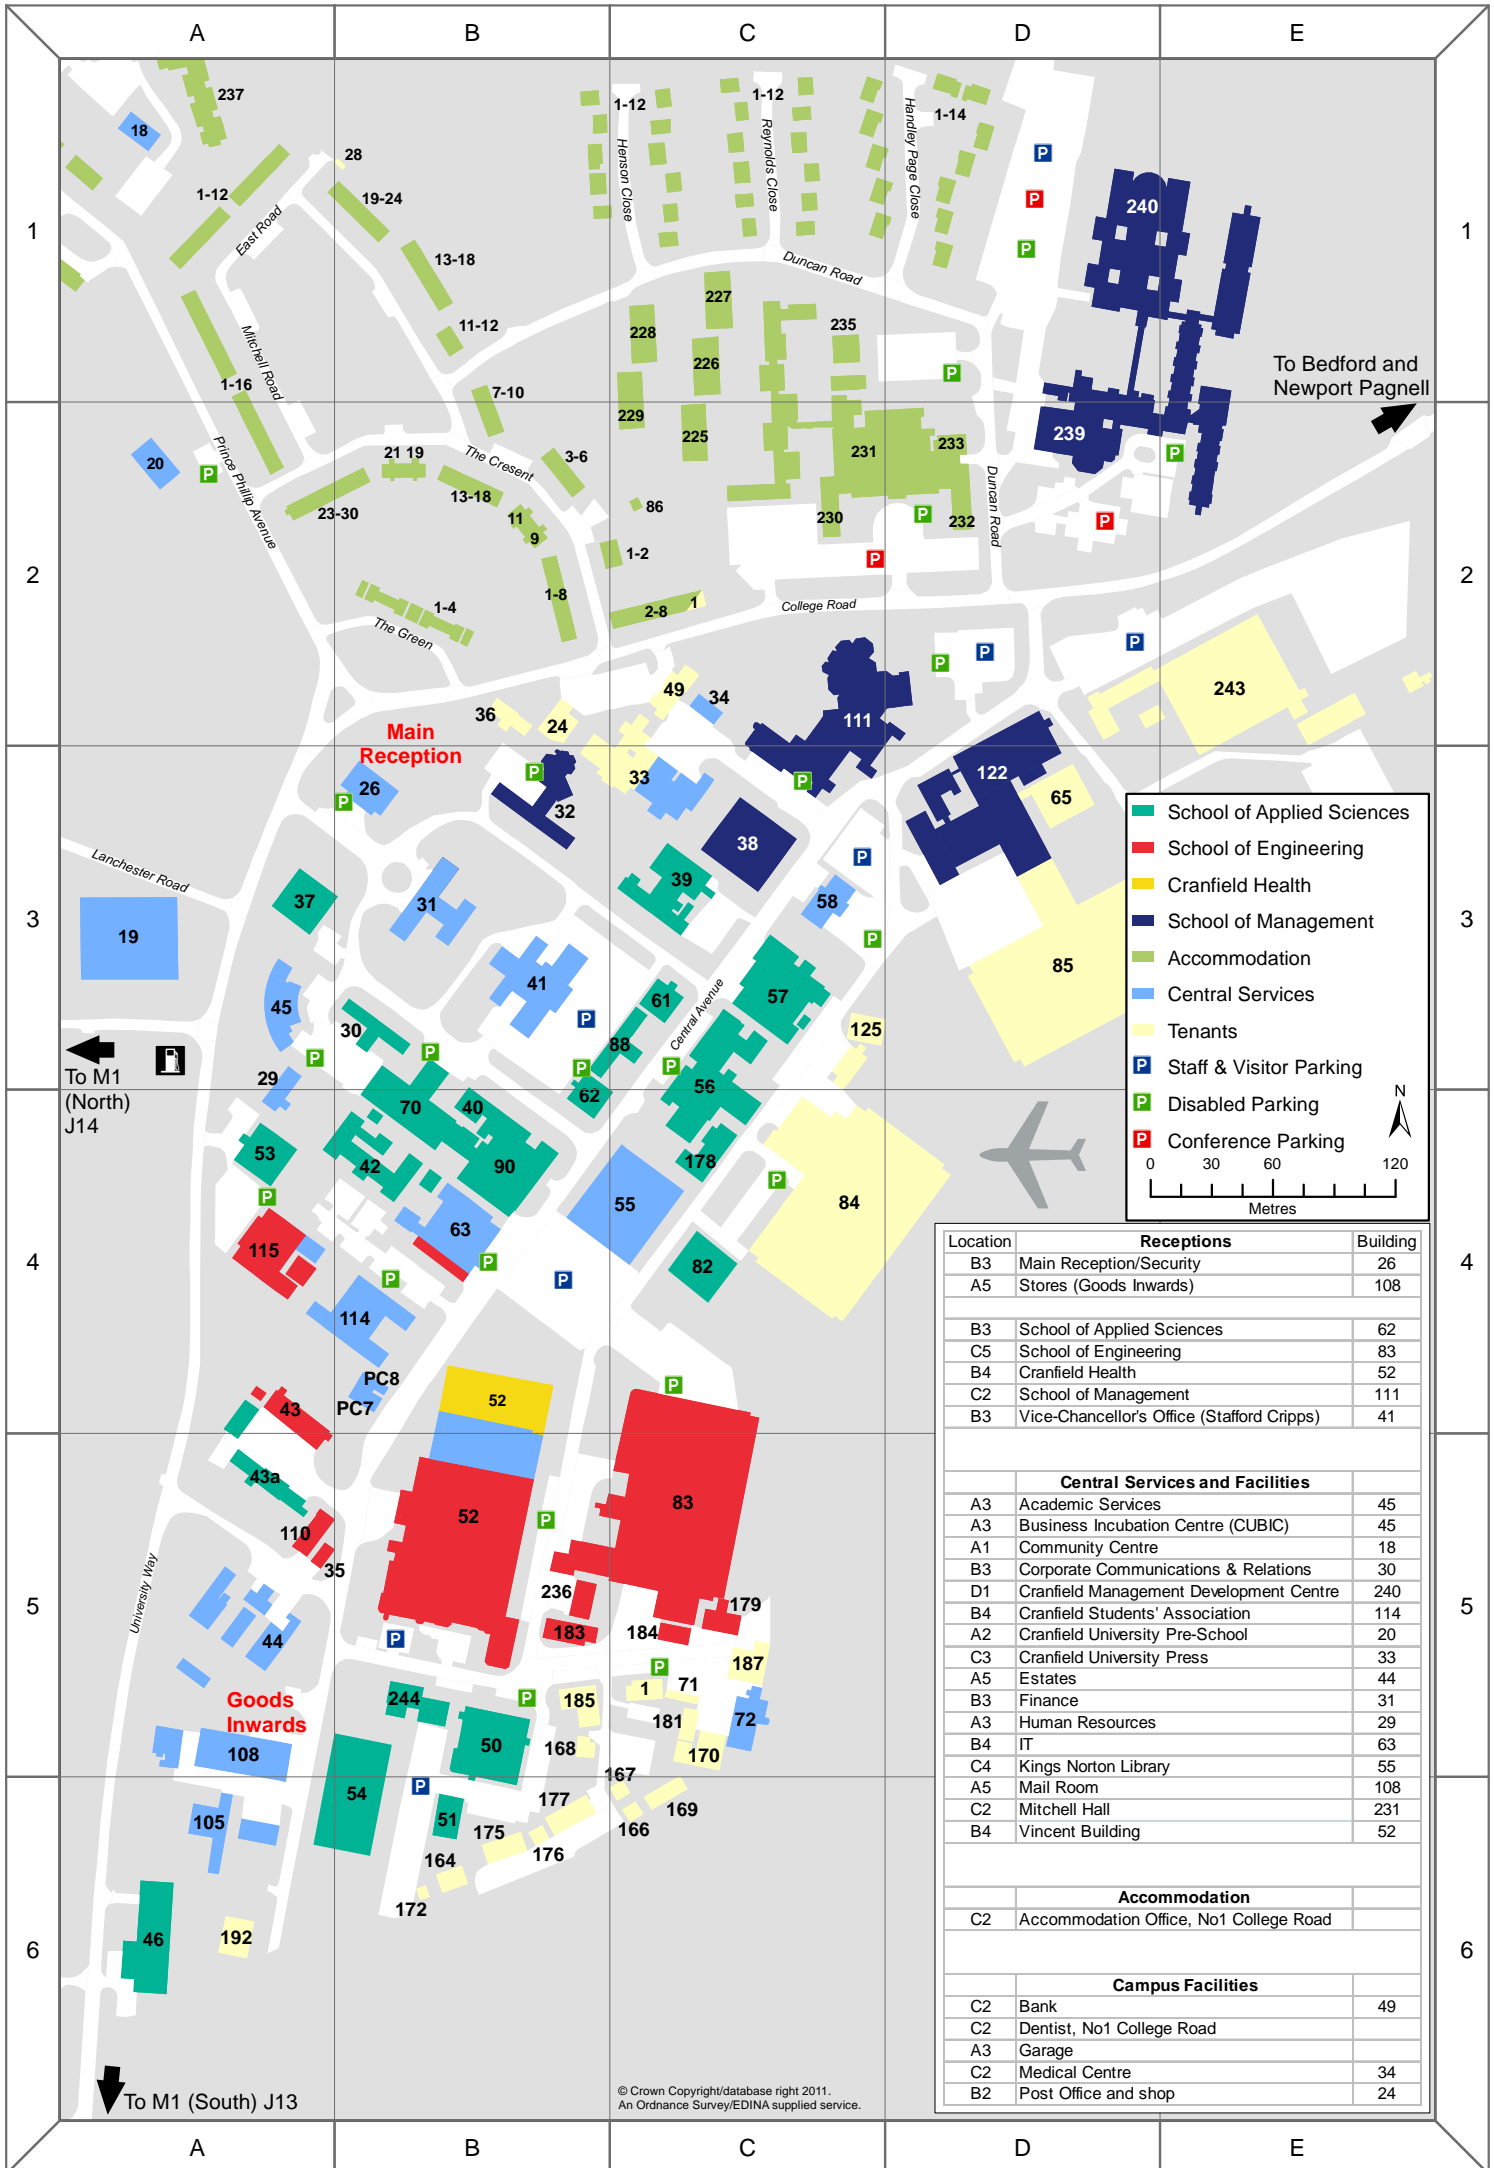 A B C D E
237
18
1-12
1-12
1-14
28
1-12
19-24
Henson Close
Reynolds Close
Handley Page Close
240
1
1
East Road
13-18
Duncan Road
227
11-12
228
235
Mitchell Road
226
To Bedford and
Newport Pagnell
1-16
7-10
229
225
239
231
233
21 19
The Cresent
3-6
20
Prince Phillip Avenue
13-18
86
23-30
11
230
232
Duncan Road
9
1-2
2
2
1-8
1-4
2-8
1
College Road
The Green
49
34
243
36
24
111
Main
Reception
26
33
122
65
32
38
School of Applied Sciences
School of Engineering
Cranfield Health
School of Management
Accommodation
Central Services
Tenants
Staff & Visitor Parking
Disabled Parking
Conference Parking
N
0 30 60 120
Metres
Lanchester Road
39
37
31
58
3
3
19
85
41
45
61
57
Central Avenue
30
88
125
To M1
(North)
J14
29
56
62
70
40
53
42
90
178
55
84
63
115
82
4
4
114
PC8
PC7
52
43
43a
83
52
110
35
University Way
236
179
5
5
44
183
184
187
71
1
Goods
Inwards
244
185
181
72
50
108
168
170
167
54
177
169
51
105
175
166
176
164
172
46
192
6
6
To M1 (South) J13
© Crown Copyright/database right 2011.
An Ordnance Survey/EDINA supplied service.
Location Receptions Building
B3 Main Reception/Security 26
A5 Stores (Goods Inwards) 108
B3 School of Applied Sciences 62
C5 School of Engineering 83
B4 Cranfield Health 52
C2 School of Management 111
B3 Vice-Chancellor's Office (Stafford Cripps) 41
Central Services and Facilities
A3 Academic Services 45
A3 Business Incubation Centre (CUBIC) 45
A1 Community Centre 18
B3 Corporate Communications & Relations 30
D1 Cranfield Management Development Centre 240
B4 Cranfield Students' Association 114
A2 Cranfield University Pre-School 20
C3 Cranfield University Press 33
A5 Estates 44
B3 Finance 31
A3 Human Resources 29
B4 IT 63
C4 Kings Norton Library 55
A5 Mail Room 108
C2 Mitchell Hall 231
B4 Vincent Building 52
Accommodation
C2 Accommodation Office, No1 College Road
Campus Facilities
C2 Bank 49
C2 Dentist, No1 College Road
A3 Garage
C2 Medical Centre 34
B2 Post Office and shop 24
A B C D E